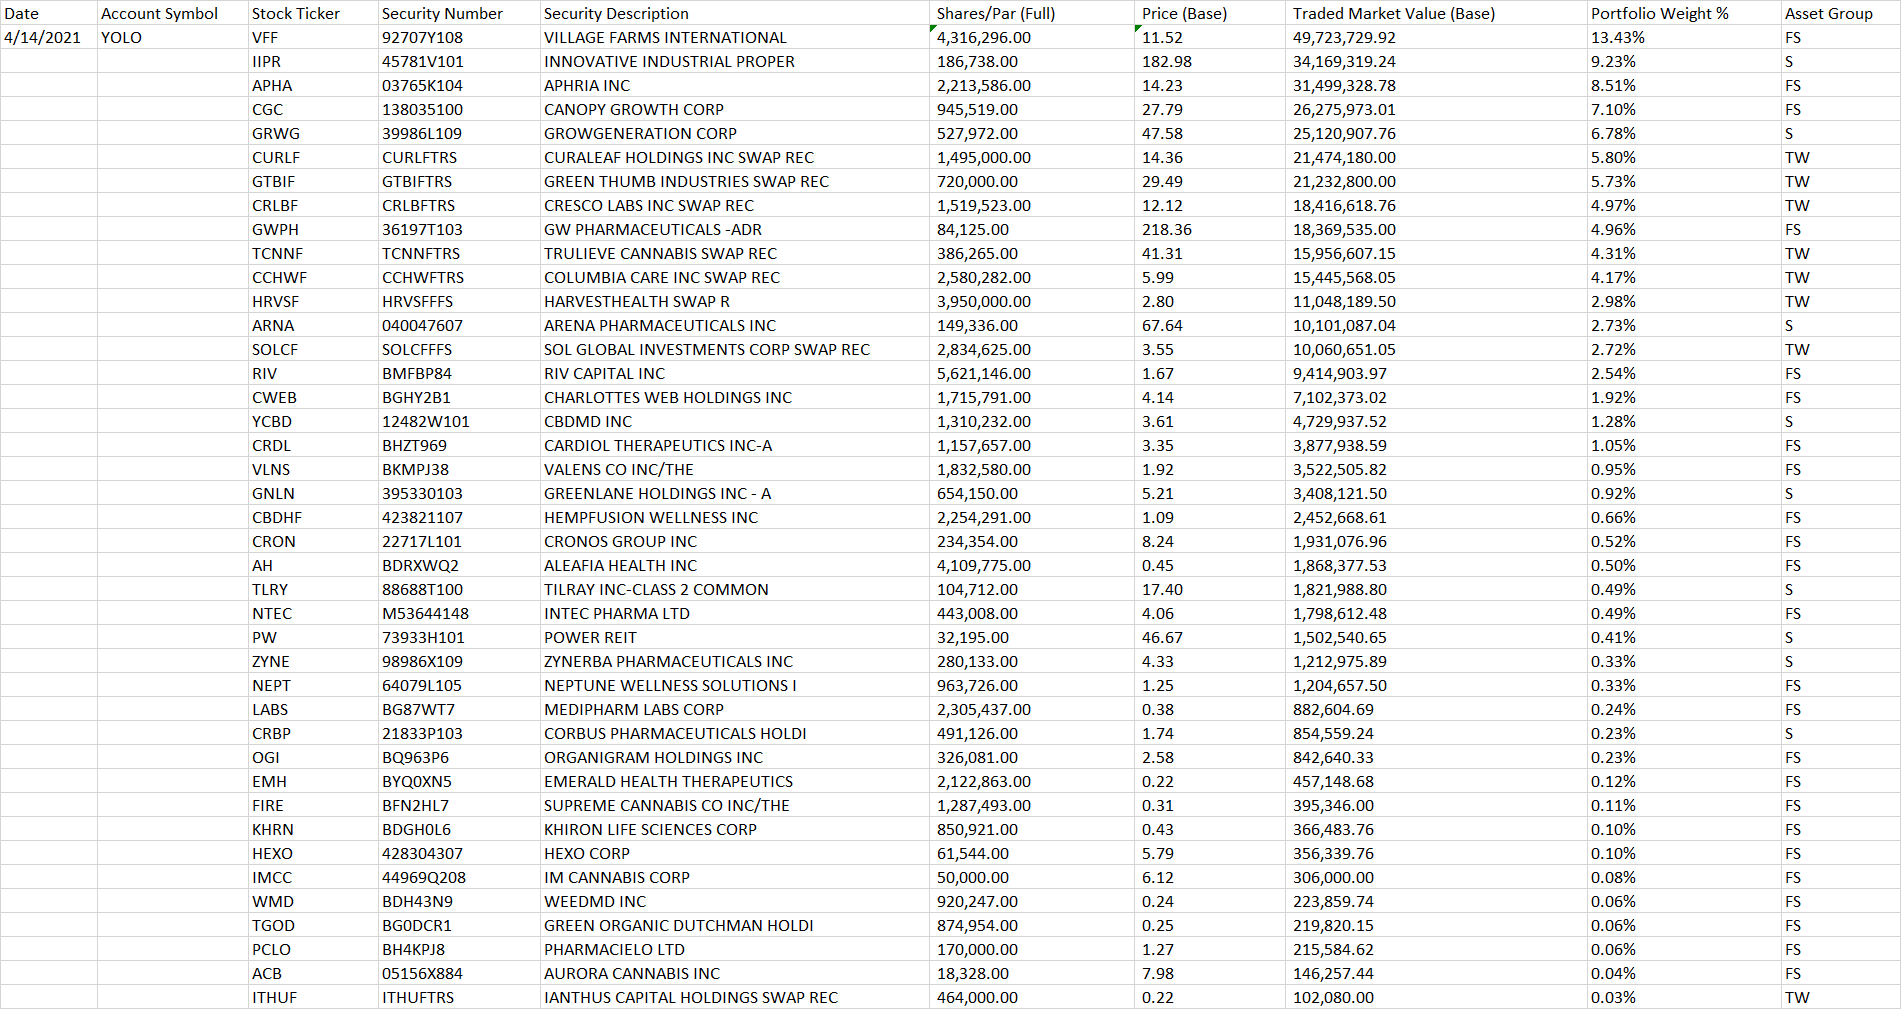 Date Account Symbol Stock Ticker Security Number Security Description Shares/Par (Full) Price (Base) Traded Market Value (Base) Portfolio Weight % Asset Group
4/14/2021 YOLO VFF 92707Y108 VILLAGE FARMS INTERNATIONAL 4,316,296.00 11.52 49,723,729.92 13.43% FS
IIPR 45781V101 INNOVATIVE INDUSTRIAL PROPER 186,738.00 182.98 34,169,319.24 9.23% S
APHA 03765K104 APHRIA INC 2,213,586.00 14.23 31,499,328.78 8.51% FS
CGC 138035100 CANOPY GROWTH CORP 945,519.00 27.79 26,275,973.01 7.10% FS
GRWG 39986L109 GROWGENERATION CORP 527,972.00 47.58 25,120,907.76 6.78% S
CURLF CURLFTRS CURALEAF HOLDINGS INC SWAP REC 1,495,000.00 14.36 21,474,180.00 5.80% TW
GTBIF GTBIFTRS GREEN THUMB INDUSTRIES SWAP REC 720,000.00 29.49 21,232,800.00 5.73% TW
CRLBF CRLBFTRS CRESCO LABS INC SWAP REC 1,519,523.00 12.12 18,416,618.76 4.97% TW
GWPH 36197T103 GW PHARMACEUTICALS -ADR 84,125.00 218.36 18,369,535.00 4.96% FS
TCNNF TCNNFTRS TRULIEVE CANNABIS SWAP REC 386,265.00 41.31 15,956,607.15 4.31% TW
CCHWF CCHWFTRS COLUMBIA CARE INC SWAP REC 2,580,282.00 5.99 15,445,568.05 4.17% TW
HRVSF HRVSFFFS HARVESTHEALTH SWAP R 3,950,000.00 2.80 11,048,189.50 2.98% TW
ARNA 040047607 ARENA PHARMACEUTICALS INC 149,336.00 67.64 10,101,087.04 2.73% S
SOLCF SOLCFFFS SOL GLOBAL INVESTMENTS CORP SWAP REC 2,834,625.00 3.55 10,060,651.05 2.72% TW
RIV BMFBP84 RIV CAPITAL INC 5,621,146.00 1.67 9,414,903.97 2.54% FS
CWEB BGHY2B1 CHARLOTTES WEB HOLDINGS INC 1,715,791.00 4.14 7,102,373.02 1.92% FS
YCBD 12482W101 CBDMD INC 1,310,232.00 3.61 4,729,937.52 1.28% S
CRDL BHZT969 CARDIOL THERAPEUTICS INC-A 1,157,657.00 3.35 3,877,938.59 1.05% FS
VLNS BKMPJ38 VALENS CO INC/THE 1,832,580.00 1.92 3,522,505.82 0.95% FS
GNLN 395330103 GREENLANE HOLDINGS INC - A 654,150.00 5.21 3,408,121.50 0.92% S
CBDHF 423821107 HEMPFUSION WELLNESS INC 2,254,291.00 1.09 2,452,668.61 0.66% FS
CRON 22717L101 CRONOS GROUP INC 234,354.00 8.24 1,931,076.96 0.52% FS
AH BDRXWQ2 ALEAFIA HEALTH INC 4,109,775.00 0.45 1,868,377.53 0.50% FS
TLRY 88688T100 TILRAY INC-CLASS 2 COMMON 104,712.00 17.40 1,821,988.80 0.49% S
NTEC M53644148 INTEC PHARMA LTD 443,008.00 4.06 1,798,612.48 0.49% FS
PW 73933H101 POWER REIT 32,195.00 46.67 1,502,540.65 0.41% S
ZYNE 98986X109 ZYNERBA PHARMACEUTICALS INC 280,133.00 4.33 1,212,975.89 0.33% S
NEPT 64079L105 NEPTUNE WELLNESS SOLUTIONS I 963,726.00 1.25 1,204,657.50 0.33% FS
LABS BG87WT7 MEDIPHARM LABS CORP 2,305,437.00 0.38 882,604.69 0.24% FS
CRBP 21833P103 CORBUS PHARMACEUTICALS HOLDI 491,126.00 1.74 854,559.24 0.23% S
OGI BQ963P6 ORGANIGRAM HOLDINGS INC 326,081.00 2.58 842,640.33 0.23% FS
EMH BYQ0XN5 EMERALD HEALTH THERAPEUTICS 2,122,863.00 0.22 457,148.68 0.12% FS
FIRE BFN2HL7 SUPREME CANNABIS CO INC/THE 1,287,493.00 0.31 395,346.00 0.11% FS
KHRN BDGH0L6 KHIRON LIFE SCIENCES CORP 850,921.00 0.43 366,483.76 0.10% FS
HEXO 428304307 HEXO CORP 61,544.00 5.79 356,339.76 0.10% FS
IMCC 44969Q208 IM CANNABIS CORP 50,000.00 6.12 306,000.00 0.08% FS
WMD BDH43N9 WEEDMD INC 920,247.00 0.24 223,859.74 0.06% FS
TGOD BG0DCR1 GREEN ORGANIC DUTCHMAN HOLDI 874,954.00 0.25 219,820.15 0.06% FS
PCLO BH4KPJ8 PHARMACIELO LTD 170,000.00 1.27 215,584.62 0.06% FS
ACB 05156X884 AURORA CANNABIS INC 18,328.00 7.98 146,257.44 0.04% FS
ITHUF ITHUFTRS IANTHUS CAPITAL HOLDINGS SWAP REC 464,000.00 0.22 102,080.00 0.03% TW